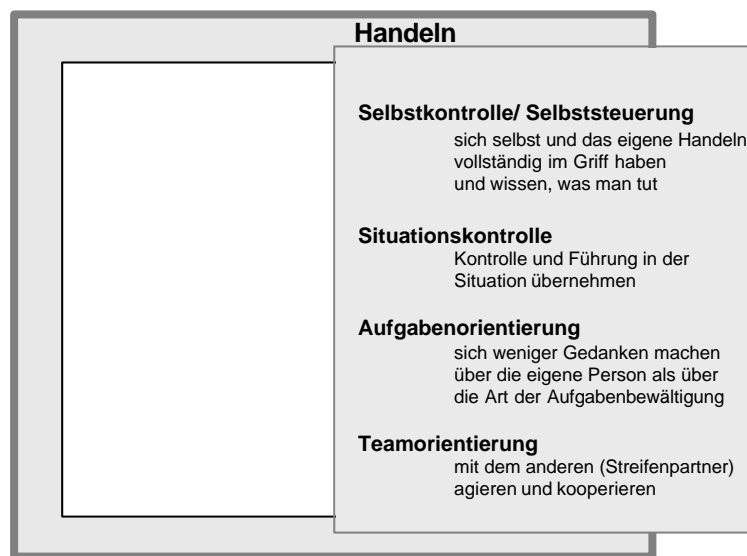 Handeln
Selbstkontrolle/ Selbststeuerung
sich selbst und das eigene Handeln
vollständig im Griff haben
und wissen, was man tut
Situationskontrolle
Kontrolle und Führung in der
Situation übernehmen
Aufgabenorientierung
sich weniger Gedanken machen
über die eigene Person als über
die Art der Aufgabenbewältigung
Teamorientierung
mit dem anderen (Streifenpartner)
agieren und kooperieren